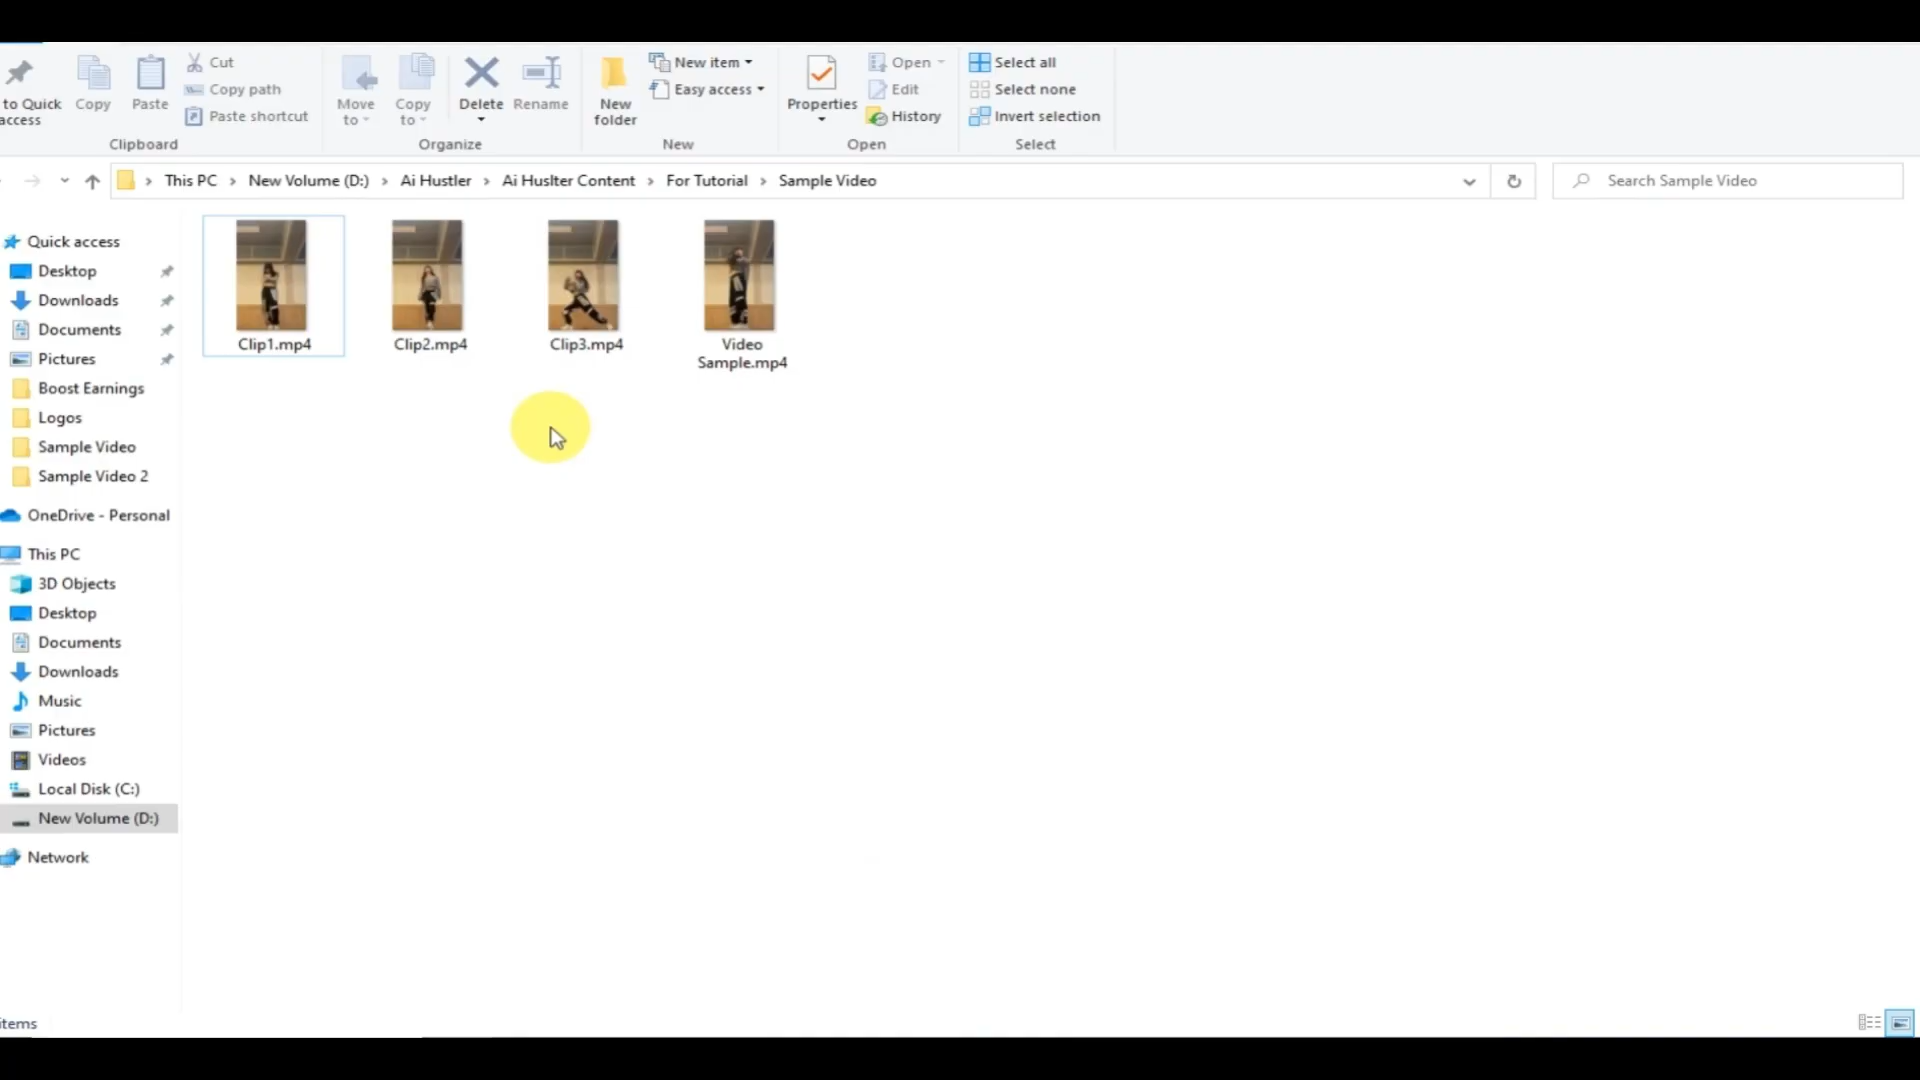 to Quick
access
Copy
Paste
Cut
Copy path
Paste shortcut
Clipboard
Move
to
Copy
to
Delete
Rename
Organize
New
folder
New item
Easy access
New
Properties
Open
Edit
History
Open
Select all
Select none
Invert selection
Select
This PC
New Volume (D:)
Ai Hustler
Ai Huslter Content
For Tutorial
Sample Video
Search Sample Video
Quick access
Desktop
Downloads
Documents
Pictures
Boost Earnings
Logos
Sample Video
Sample Video 2
OneDrive - Personal
This PC
3D Objects
Desktop
Documents
Downloads
Music
Pictures
Videos
Local Disk (C:)
New Volume (D:)
Network
Clip1.mp4
Clip2.mp4
Clip3.mp4
Video
Sample.mp4
items